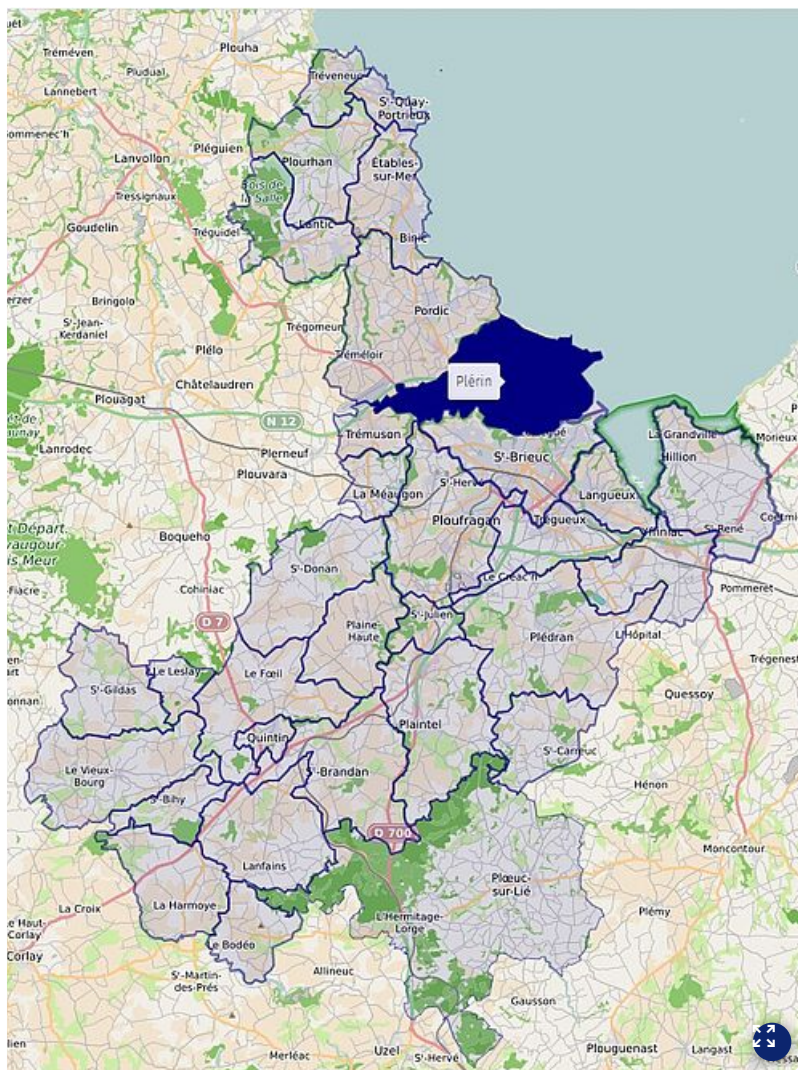 Tréméven
Plouha
Pludual
Lannebert
Tréveneuc
St-Quay-
Portrieux
Pléguien
Lanvollon
Plourhan
Étables-
sur-Mer
Bois de
la Salle
Tressignaux
Lantic
Goudelin
Tréguidel
Binic
Bringolo
Pordic
Trégomeur
St-Jean-
Kerdaniel
Plélo
Tréméloir
Plérin
Châtelaudren
Plouagat
N 12
Trémuson
La Grandville
Morieux
Lanrodec
Plerneuf
St-Brieuc
Hillion
Plouvara
St-Hervé
La Méaugon
Langueux
Ploufragan
Trégueux
St-René
Boqueho
St-Donan
Le Créac'h
Cohiniac
Pommeret
D 7
Plaine-
Haute
St-Julien
Plédran
L'Hôpital
Le Leslay
Le Fœil
St-Gildas
Quessoy
Plaintel
Quintin
St-Carreuc
Le Vieux-
Bourg
St-Brandan
Hénon
St-Bihy
D 700
Moncontour
Lanfains
Plœuc-
sur-Lié
La Croix
La Harmoye
Plémy
L'Hermitage-
Lorge
Le Haut-
Corlay
Corlay
Le Bodéo
Allineuc
St-Martin-
des-Prés
Gausson
Merléac
Uzel
St-Hervé
Plouguenast
Langast